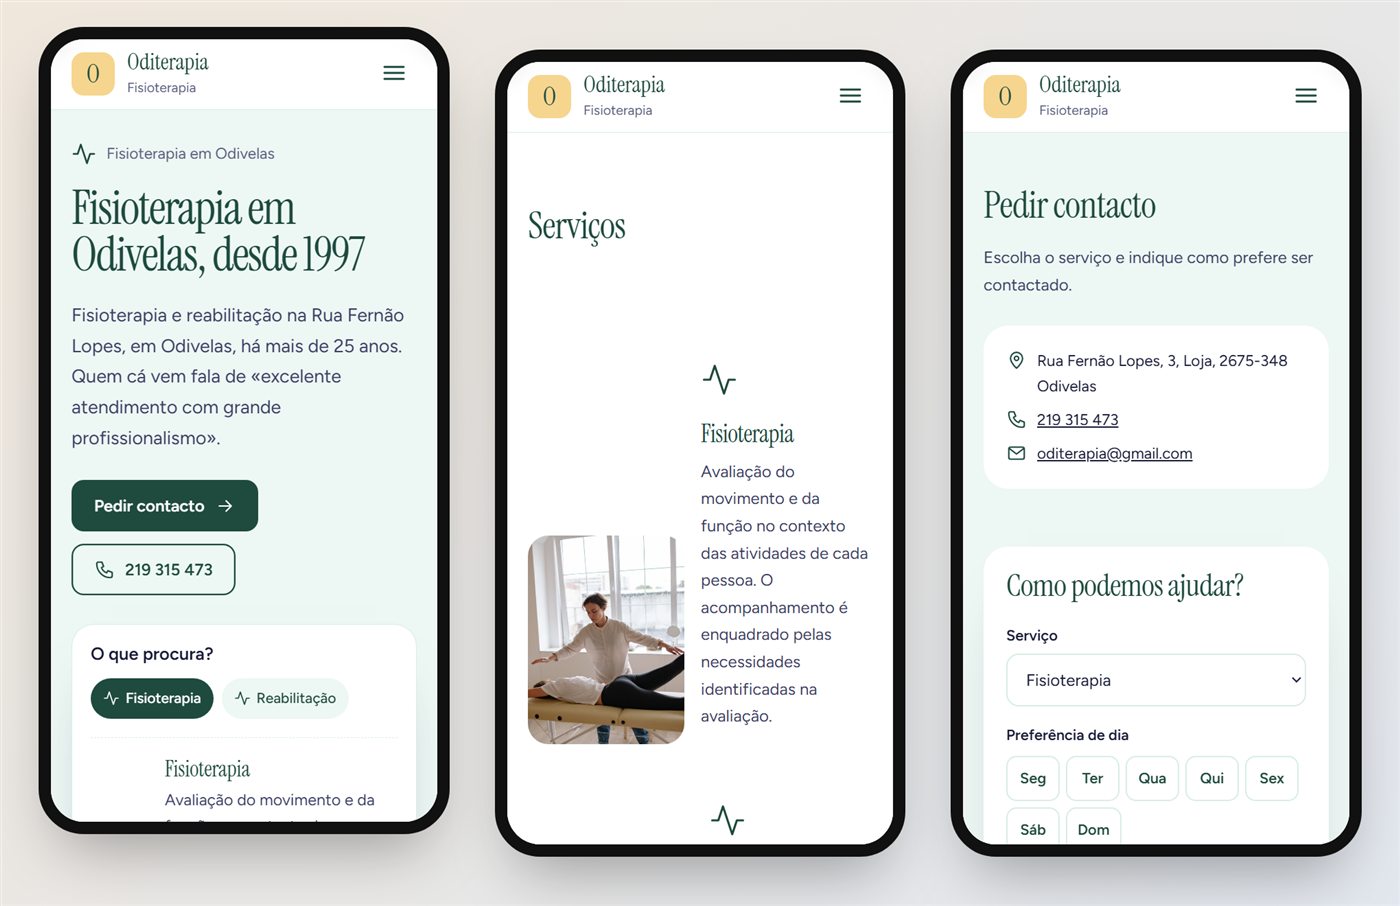 O
Oditerapia
Fisioterapia
Fisioterapia em Odivelas
Fisioterapia em
Odivelas, desde 1997
Fisioterapia e reabilitação na Rua Fernão
Lopes, em Odivelas, há mais de 25 anos.
Quem cá vem fala de «excelente
atendimento com grande
profissionalismo».
Pedir contacto
219 315 473
O que procura?
Fisioterapia
Reabilitação
Fisioterapia
Avaliação do movimento e da
O
Oditerapia
Fisioterapia
Serviços
Fisioterapia
Avaliação do
movimento e da
função no contexto
das atividades de cada
pessoa. O
acompanhamento é
enquadrado pelas
necessidades
identificadas na
avaliação.
O
Oditerapia
Fisioterapia
Pedir contacto
Escolha o serviço e indique como prefere ser
contactado.
Rua Fernão Lopes, 3, Loja, 2675-348
Odivelas
219 315 473
oditerapia@gmail.com
Como podemos ajudar?
Serviço
Fisioterapia
Preferência de dia
Seg Ter Qua Qui Sex
Sáb Dom